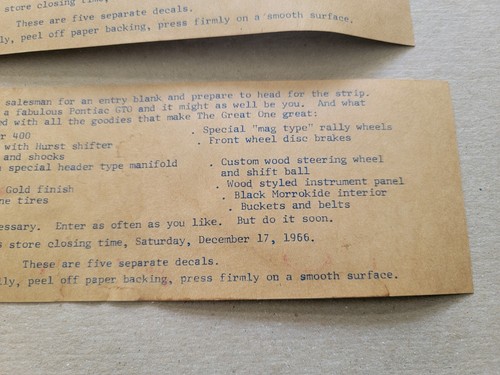 store closing time,
These are five separate decals.
ly, peel off paper backing, press firmly on a smooth surface.
salesman for an entry blank and prepare to head for the strip.
a fabulous Pontiac GTO and it might as well be you. And what
ed with all the goodies that make The Great One great:
r 400
. Special "mag type" rally wheels
with Hurst shifter
. Front wheel disc brakes
and shocks
special header type manifold
. Custom wood steering wheel
and shift ball
Gold finish
. Wood styled instrument panel
ne tires
. Black Morrokide interior
. Buckets and belts
essary. Enter as often as you like. But do it soon.
s store closing time, Saturday, December 17, 1966.
These are five separate decals.
ly, peel off paper backing, press firmly on a smooth surface.